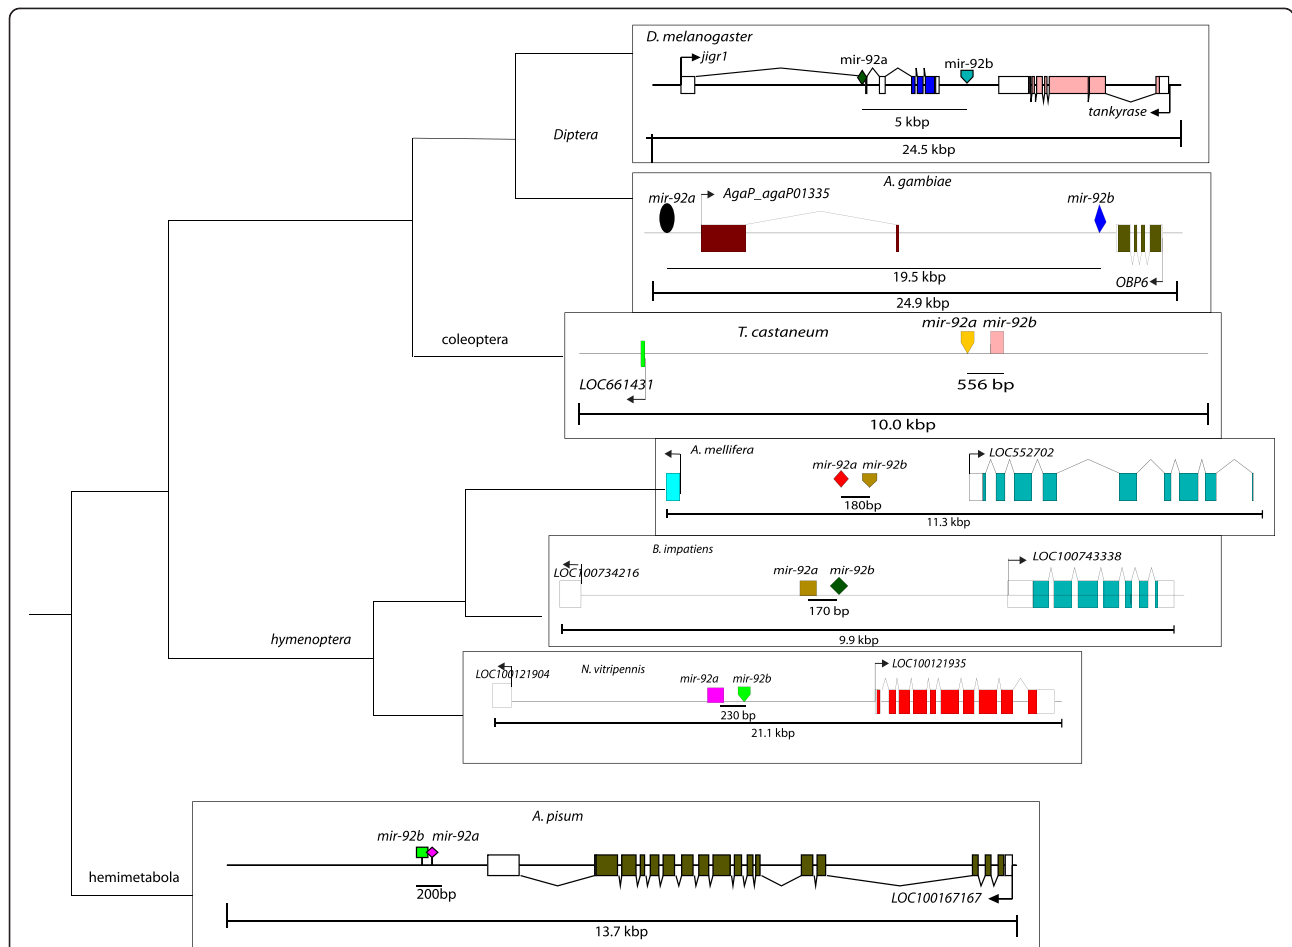 D. melanogaster
jigr1
mir-92a
mir-92b
5 kbp
tankyrase
24.5 kbp
Diptera
A. gambiae
mir-92a
AgaP_agaP01335
mir-92b
19.5 kbp
OBP6
24.9 kbp
coleoptera
T. castaneum
mir-92a mir-92b
LOC661431
556 bp
10.0 kbp
A. mellifera
mir-92a mir-92b
LOC552702
180bp
11.3 kbp
B. impatiens
LOC100734216
mir-92a mir-92b
LOC100743338
170 bp
9.9 kbp
hymenoptera
N. vitripennis
LOC100121904
mir-92a mir-92b
LOC100121935
230 bp
21.1 kbp
A. pisum
mir-92b mir-92a
hemimetabola
200bp
LOC100167167
13.7 kbp